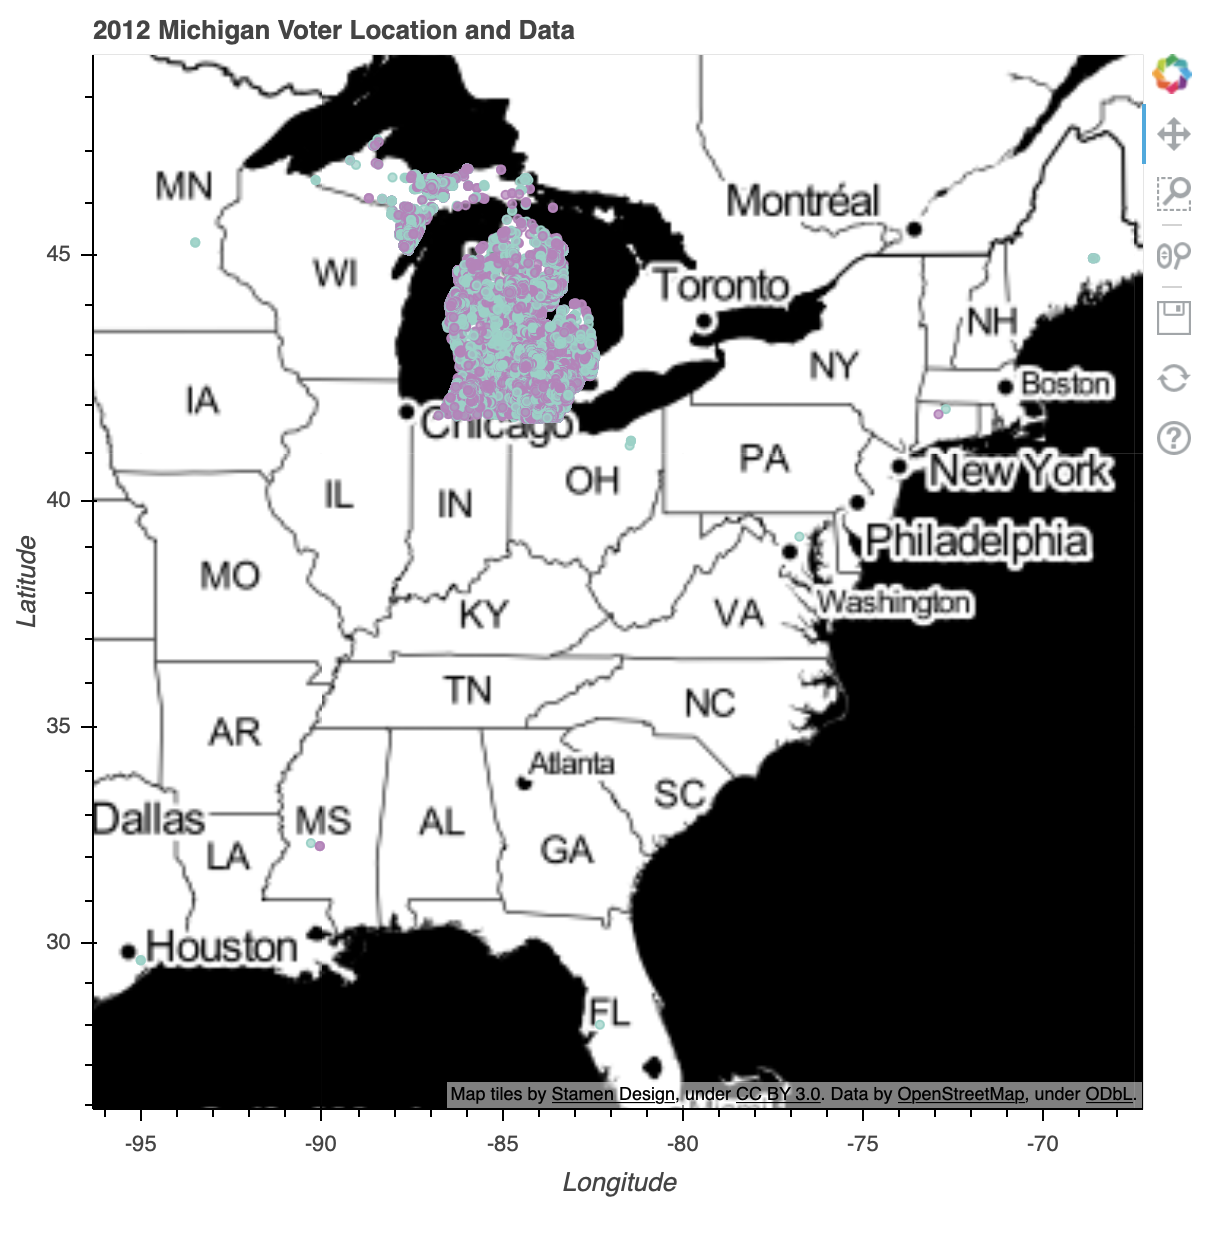 2012 Michigan Voter Location and Data
MN
Montréal
45
WI
Toronto
NH
NY
Boston
IA
Chicago
PA
New York
OH
40
IL
IN
Philadelphia
MO
Washington
KY
VA
Latitude
TN
NC
35
AR
Atlanta
SC
Dallas
MS
AL
GA
LA
30
Houston
FL
Map tiles by Stamen Design, under CC BY 3.0. Data by OpenStreetMap, under ODbL.
-95
-90
-85
-80
-75
-70
Longitude